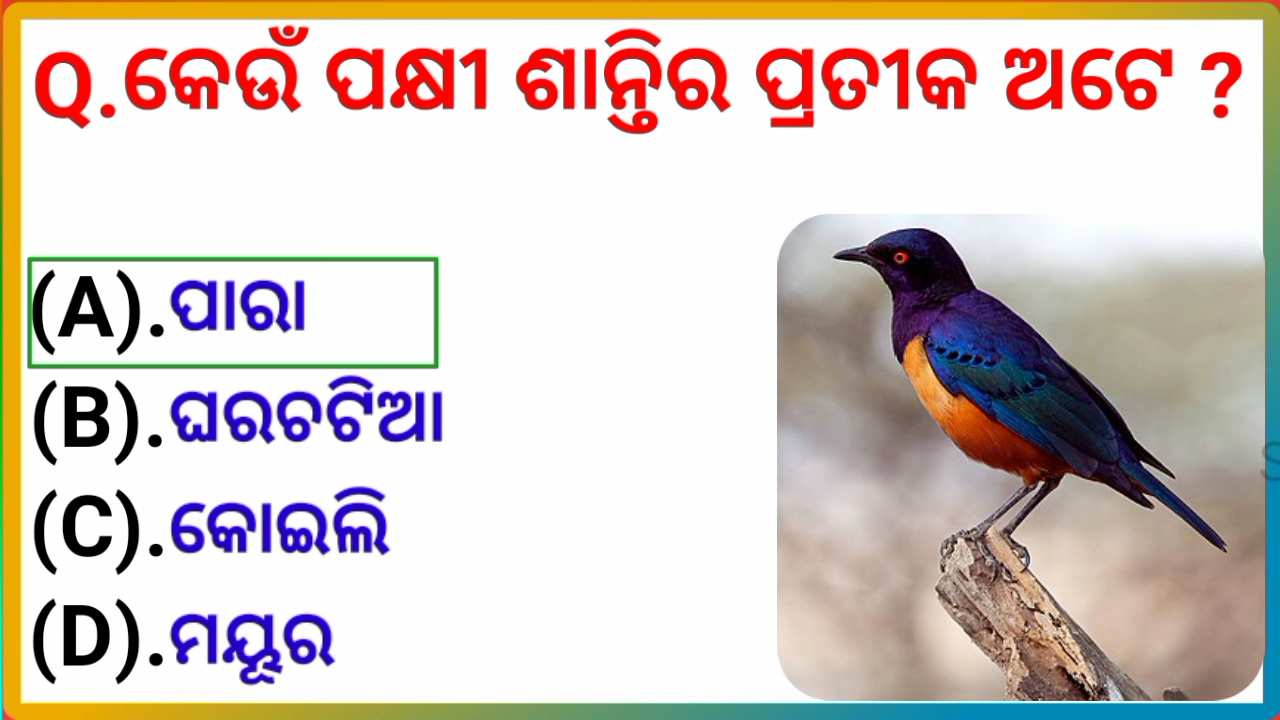 Q.କେଉଁ ପକ୍ଷୀ ଶାନ୍ତିର ପ୍ରତୀକ ଅଟେ ?
(A).ପାରା
(B).ଘରଚଟିଆ
(C).କୋଇଲି
(D).ମୟୂର